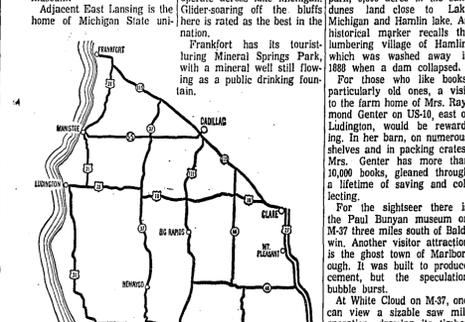 Adjacent East Lansing is the
home of Michigan State uni-
Glider-soaring off the bluffs
here is rated as the best in the
nation.
Frankfort has its tourist-
luring Mineral Springs Park,
with a mineral well still flow-
ing as a public drinking foun-
tain.
FRANKFORT
CADILLAC
MANISTEE
LUDINGTON
CLARE
BIG RAPIDS
MT.
PLEASANT
NEWAYGO
dunes land close to
Michigan and Hamlin lake. A
historical marker recalls the
lumbering village of Hamlin
which was washed away in
1888 when a dam collapsed.
For those who like books
particularly old ones, a visit
to the farm home of Mrs. Ray
mond Genter on US-10, east of
Ludington, would be reward
ing. In her barn, on numerous
shelves and in packing crates
Mrs. Genter has more than
10,000 books, gleaned through
a lifetime of saving and col
lecting.
For the sightseer there is
the Paul Bunyan museum on
M-37 three miles south of Bald
win. Another visitor attraction
is the ghost town of Marlbor
ough. It was built to produce
cement, but the speculation
bubble burst.
At White Cloud on M-37, one
can view a sizable saw mill